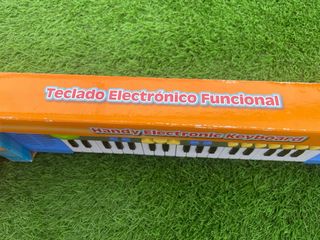 Teclado Electrónico Funcional
Handy Electronic Keyboard